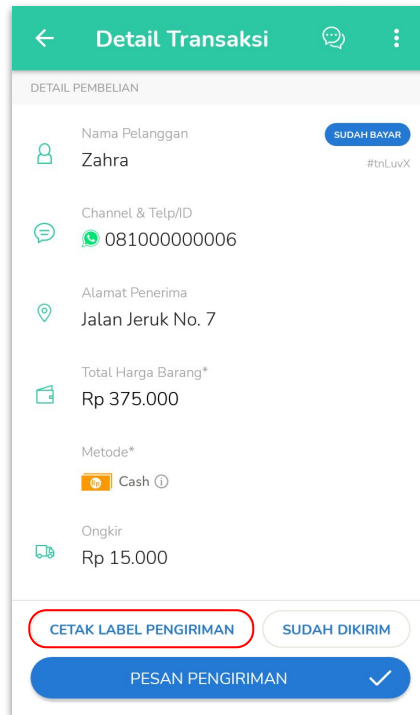 Detail Transaksi
DETAIL PEMBELIAN
Nama Pelanggan
SUDAH BAYAR
Zahra
#tnLuvX
Channel & Telp/ID
081000000006
Alamat Penerima
Jalan Jeruk No. 7
Total Harga Barang*
Rp 375.000
Metode*
Rp Cash
Ongkir
Rp 15.000
CETAK LABEL PENGIRIMAN
SUDAH DIKIRIM
PESAN PENGIRIMAN